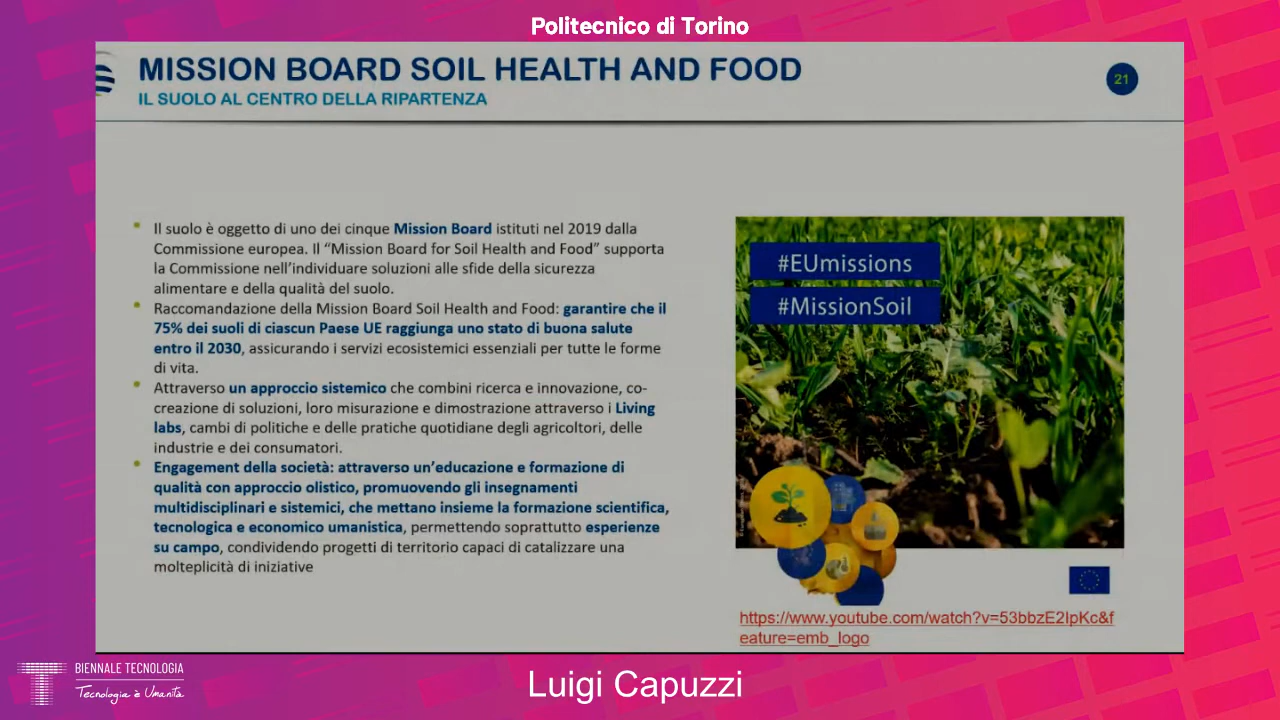 Politecnico di Torino
MISSION BOARD SOIL HEALTH AND FOOD
IL SUOLO AL CENTRO DELLA RIPARTENZA
21
Il suolo è oggetto di uno dei cinque Mission Board istituti nel 2019 dalla
Commissione europea. Il “Mission Board for Soil Health and Food” supporta
la Commissione nell’individuare soluzioni alle sfide della sicurezza
alimentare e della qualità del suolo.
Raccomandazione della Mission Board Soil Health and Food: garantire che il
75% dei suoli di ciascun Paese UE raggiunga uno stato di buona salute
entro il 2030, assicurando i servizi ecosistemici essenziali per tutte le forme
di vita.
Attraverso un approccio sistemico che combini ricerca e innovazione, co-
creazione di soluzioni, loro misurazione e dimostrazione attraverso i Living
labs, cambi di politiche e delle pratiche quotidiane degli agricoltori, delle
industrie e dei consumatori.
Engagement della società: attraverso un’educazione e formazione di
qualità con approccio olistico, promuovendo gli insegnamenti
multidisciplinari e sistemici, che mettano insieme la formazione scientifica,
tecnologica e economico umanistica, permettendo soprattutto esperienze
su campo, condividendo progetti di territorio capaci di catalizzare una
molteplicità di iniziative
#EUmissions
#MissionSoil
https://www.youtube.com/watch?v=53bbzE2IpKc&f
eature=emb_logo
BIENNALE TECNOLOGIA
Tecnologia è Umanità
Luigi Capuzzi